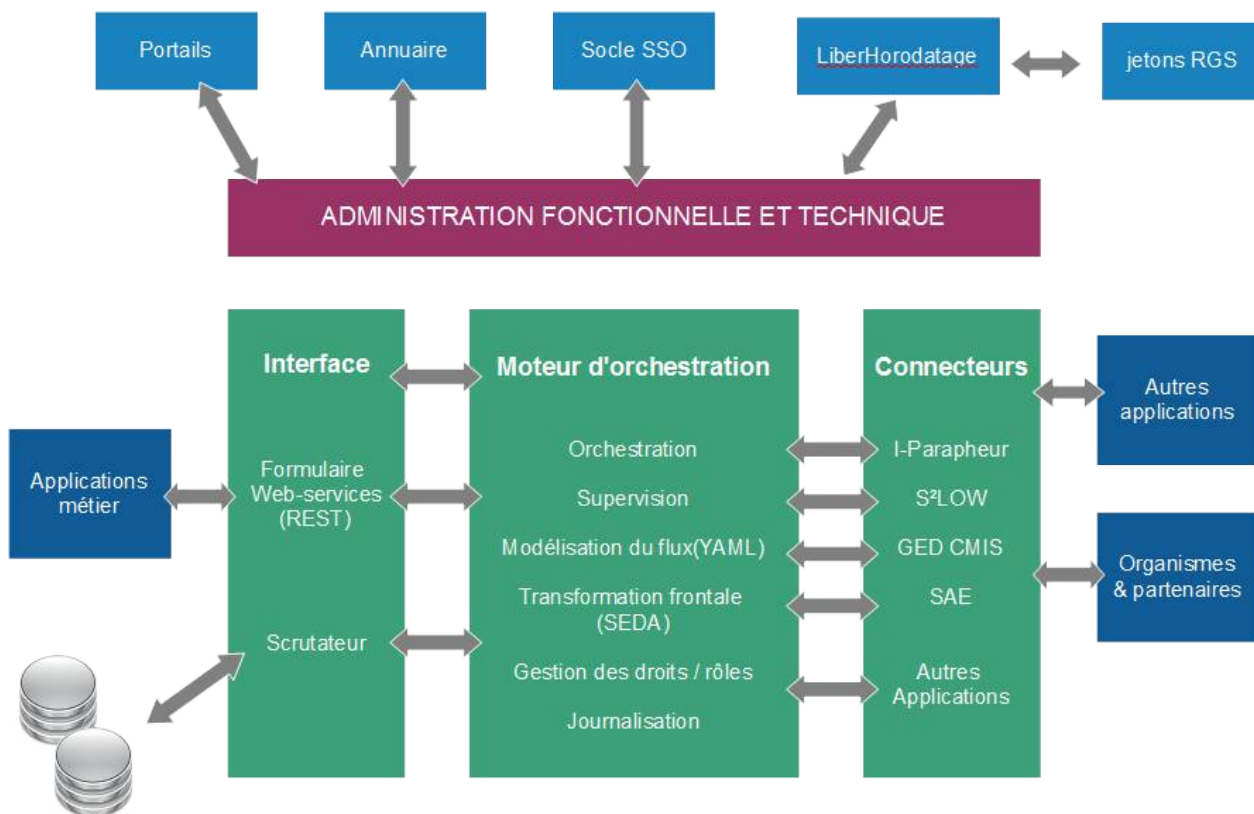 Portails
Annuaire
Socle SSO
LiberHorodatage
jetons RGS
ADMINISTRATION FONCTIONNELLE ET TECHNIQUE
Interface
Moteur d'orchestration
Connecteurs
Autres
applications
Applications
métier
Formulaire
Web-services
(REST)
Scrutateur
Orchestration
Supervision
Modélisation du flux(YAML)
Transformation frontale
(SEDA)
Gestion des droits / rôles
Journalisation
I-Parapheur
S²LOW
GED CMIS
SAE
Autres
Applications
Organismes
& partenaires